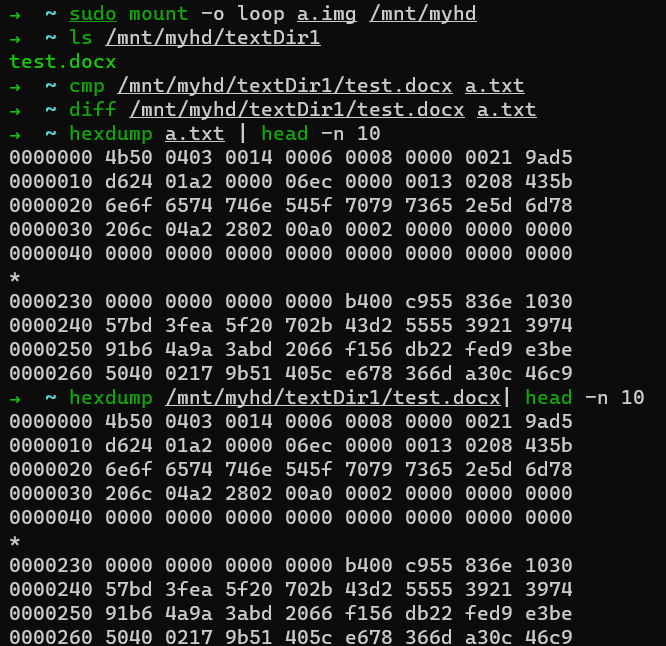 →  ~ sudo mount -o loop a.img /mnt/myhd
→  ~ ls /mnt/myhd/textDir1
test.docx
→  ~ cmp /mnt/myhd/textDir1/test.docx a.txt
→  ~ diff /mnt/myhd/textDir1/test.docx a.txt
→  ~ hexdump a.txt | head -n 10
0000000 4b50 0403 0014 0006 0008 0000 0021 9ad5
0000010 d624 01a2 0000 06ec 0000 0013 0208 435b
0000020 6e6f 6574 746e 545f 7079 7365 2e5d 6d78
0000030 206c 04a2 2802 00a0 0002 0000 0000 0000
0000040 0000 0000 0000 0000 0000 0000 0000 0000
*
0000230 0000 0000 0000 0000 b400 c955 836e 1030
0000240 57bd 3fea 5f20 702b 43d2 5555 3921 3974
0000250 91b6 4a9a 3abd 2066 f156 db22 fed9 e3be
0000260 5040 0217 9b51 405c e678 366d a30c 46c9
→  ~ hexdump /mnt/myhd/textDir1/test.docx| head -n 10
0000000 4b50 0403 0014 0006 0008 0000 0021 9ad5
0000010 d624 01a2 0000 06ec 0000 0013 0208 435b
0000020 6e6f 6574 746e 545f 7079 7365 2e5d 6d78
0000030 206c 04a2 2802 00a0 0002 0000 0000 0000
0000040 0000 0000 0000 0000 0000 0000 0000 0000
*
0000230 0000 0000 0000 0000 b400 c955 836e 1030
0000240 57bd 3fea 5f20 702b 43d2 5555 3921 3974
0000250 91b6 4a9a 3abd 2066 f156 db22 fed9 e3be
0000260 5040 0217 9b51 405c e678 366d a30c 46c9